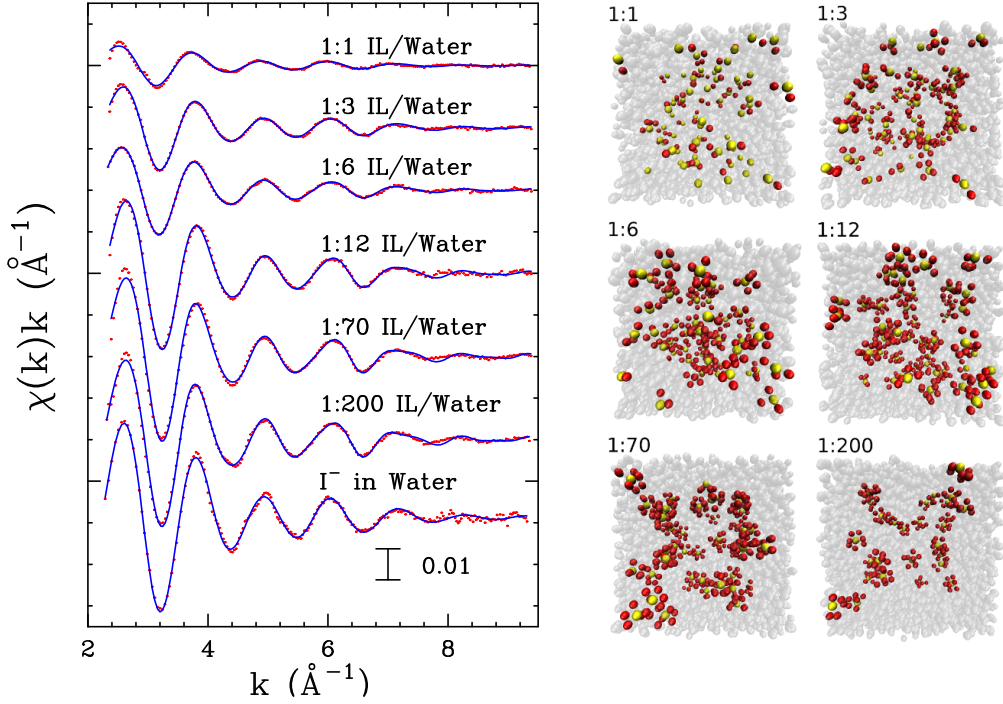 χ(k)k (Å⁻¹)
1:1 IL/Water
1:3 IL/Water
1:6 IL/Water
1:12 IL/Water
1:70 IL/Water
1:200 IL/Water
I⁻ in Water
0.01
2 4 6 8
k (Å⁻¹)
1:1 1:3
1:6 1:12
1:70 1:200